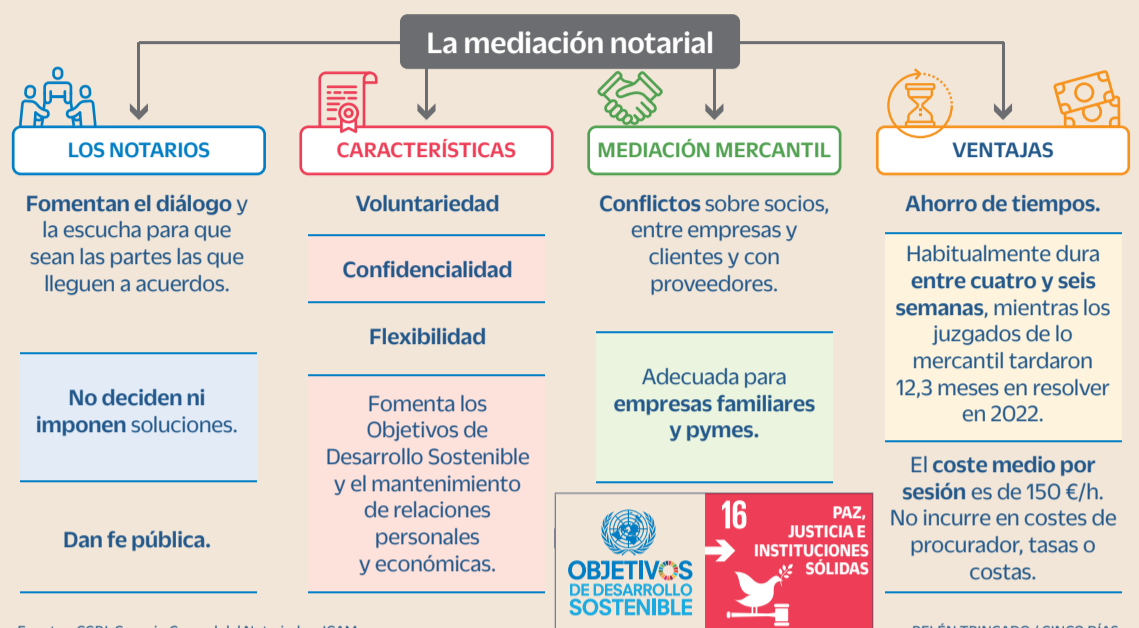 La mediación notarial
LOS NOTARIOS
Fomentan el diálogo y
la escucha para que
sean las partes las que
lleguen a acuerdos.
No deciden ni
imponen soluciones.
Dan fe pública.
CARACTERÍSTICAS
Voluntariedad
Confidencialidad
Flexibilidad
Fomenta los
Objetivos de
Desarrollo Sostenible
y el mantenimiento
de relaciones
personales
y económicas.
MEDIACIÓN MERCANTIL
Conflictos sobre socios,
entre empresas y
clientes y con
proveedores.
Adecuada para
empresas familiares
y pymes.
OBJETIVOS
DE DESARROLLO
SOSTENIBLE
16
PAZ,
JUSTICIA E
INSTITUCIONES
SÓLIDAS
VENTAJAS
Ahorro de tiempos.
Habitualmente dura
entre cuatro y seis
semanas, mientras los
juzgados de lo
mercantil tardaron
12,3 meses en resolver
en 2022.
El coste medio por
sesión es de 150 €/h.
No incurre en costes de
procurador, tasas o
costas.
BELÉN TRINCADO / CINCO DÍAS